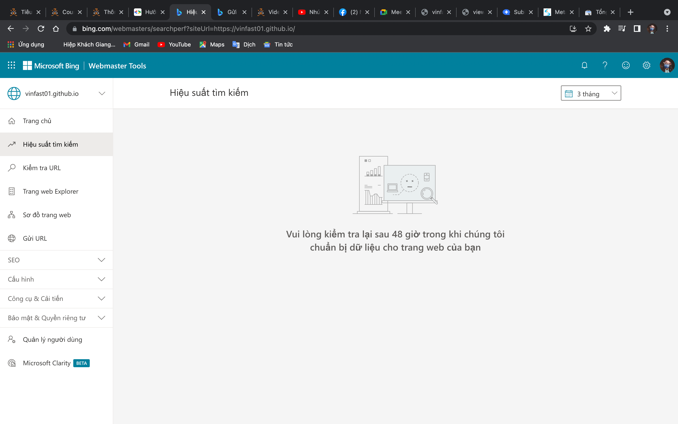 Tiểu
Cou
Thô
Hướ
Hiệu
Gửi
Vide
Nhữ
(2) S
Mee
vinf
view
Sub
Met
Tổn
bing.com/webmasters/searchperf?siteUrl=https://vinfast01.github.io/
Ứng dụng
Hiệp Khách Giang...
Gmail
YouTube
Maps
Dịch
Tin tức
Microsoft Bing | Webmaster Tools
vinfast01.github.io
Hiệu suất tìm kiếm
3 tháng
Trang chủ
Hiệu suất tìm kiếm
Kiểm tra URL
Trang web Explorer
Sơ đồ trang web
Gửi URL
SEO
Cấu hình
Công cụ & Cải tiến
Bảo mật & Quyền riêng tư
Quản lý người dùng
Microsoft Clarity BETA
Vui lòng kiểm tra lại sau 48 giờ trong khi chúng tôi
chuẩn bị dữ liệu cho trang web của bạn